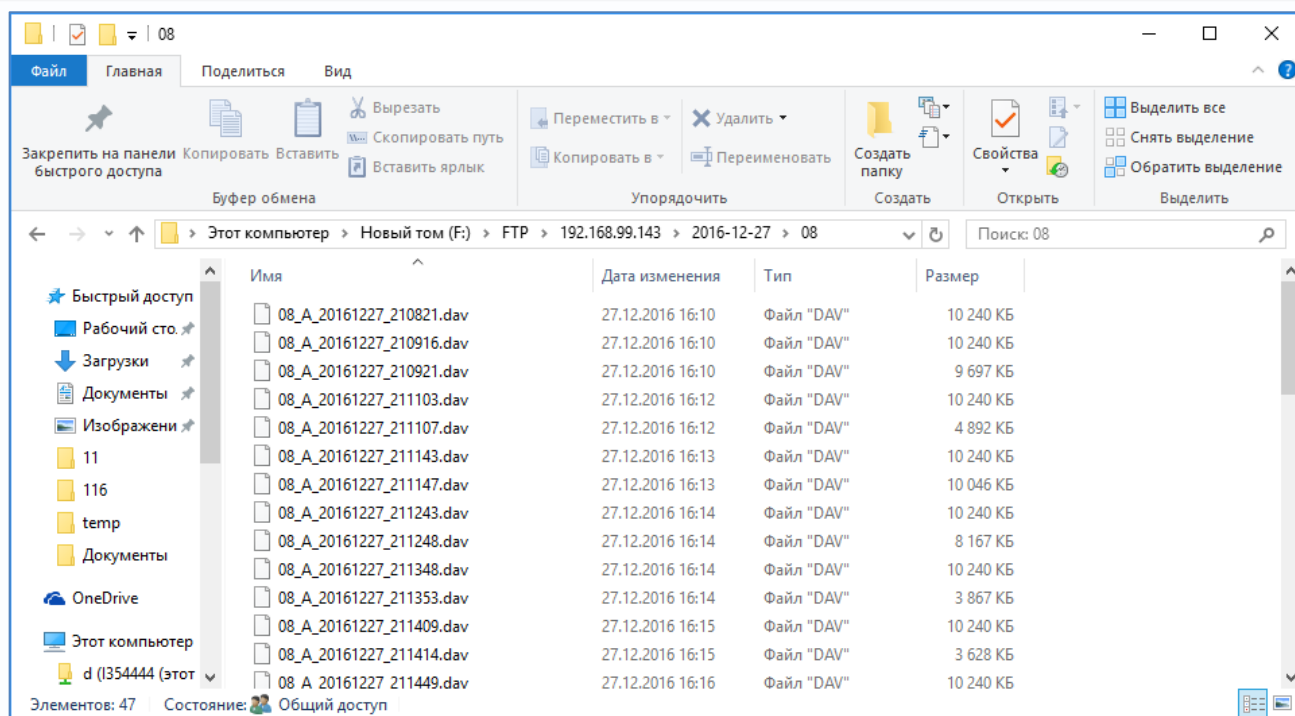 08
Файл Главная Поделиться Вид
Закрепить на панели быстрого доступа
Копировать
Вставить
Вырезать
Скопировать путь
Вставить ярлык
Буфер обмена
Переместить в
Копировать в
Удалить
Переименовать
Упорядочить
Создать папку
Создать
Свойства
Открыть
Выделить все
Снять выделение
Обратить выделение
Выделить
Этот компьютер > Новый том (F:) > FTP > 192.168.99.143 > 2016-12-27 > 08
Поиск: 08
Быстрый доступ
Рабочий сто.
Загрузки
Документы
Изображени
11
116
temp
Документы
OneDrive
Этот компьютер
d (I354444 (этот
Имя Дата изменения Тип Размер
08_A_20161227_210821.dav 27.12.2016 16:10 Файл "DAV" 10 240 КБ
08_A_20161227_210916.dav 27.12.2016 16:10 Файл "DAV" 10 240 КБ
08_A_20161227_210921.dav 27.12.2016 16:10 Файл "DAV" 9 697 КБ
08_A_20161227_211103.dav 27.12.2016 16:12 Файл "DAV" 10 240 КБ
08_A_20161227_211107.dav 27.12.2016 16:12 Файл "DAV" 4 892 КБ
08_A_20161227_211143.dav 27.12.2016 16:13 Файл "DAV" 10 240 КБ
08_A_20161227_211147.dav 27.12.2016 16:13 Файл "DAV" 10 046 КБ
08_A_20161227_211243.dav 27.12.2016 16:14 Файл "DAV" 10 240 КБ
08_A_20161227_211248.dav 27.12.2016 16:14 Файл "DAV" 8 167 КБ
08_A_20161227_211348.dav 27.12.2016 16:14 Файл "DAV" 10 240 КБ
08_A_20161227_211353.dav 27.12.2016 16:14 Файл "DAV" 3 867 КБ
08_A_20161227_211409.dav 27.12.2016 16:15 Файл "DAV" 10 240 КБ
08_A_20161227_211414.dav 27.12.2016 16:15 Файл "DAV" 3 628 КБ
08_A_20161227_211449.dav 27.12.2016 16:16 Файл "DAV" 10 240 КБ
Элементов: 47 Состояние: Общий доступ